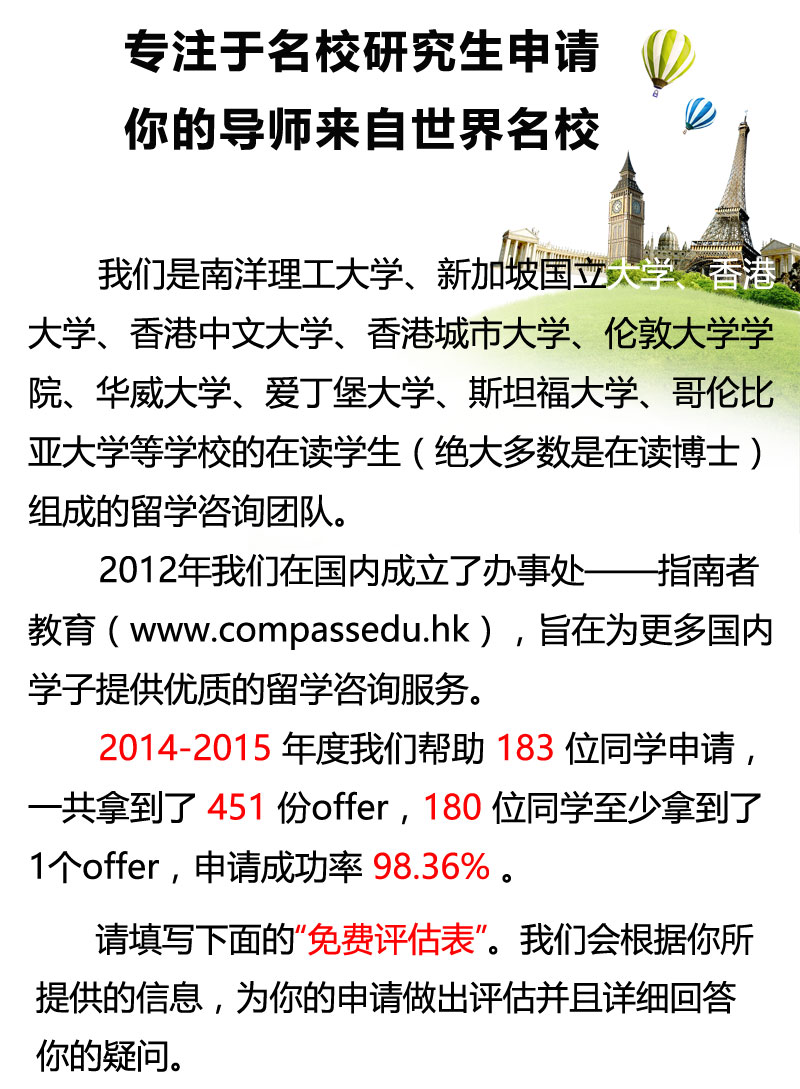 专注于名校研究生申请
你的导师来自世界名校
我们是南洋理工大学、新加坡国立大学、香港
大学、香港中文大学、香港城市大学、伦敦大学学
院、华威大学、爱丁堡大学、斯坦福大学、哥伦比
亚大学等学校的在读学生（绝大多数是在读博士）
组成的留学咨询团队。
2012年我们在国内成立了办事处——指南者
教育（www.compassedu.hk），旨在为更多国内
学子提供优质的留学咨询服务。
2014-2015 年度我们帮助 183 位同学申请，
一共拿到了 451 份offer，180 位同学至少拿到了
1个offer，申请成功率 98.36% 。
请填写下面的“免费评估表”。我们会根据你所
提供的信息，为你的申请做出评估并且详细回答
你的疑问。